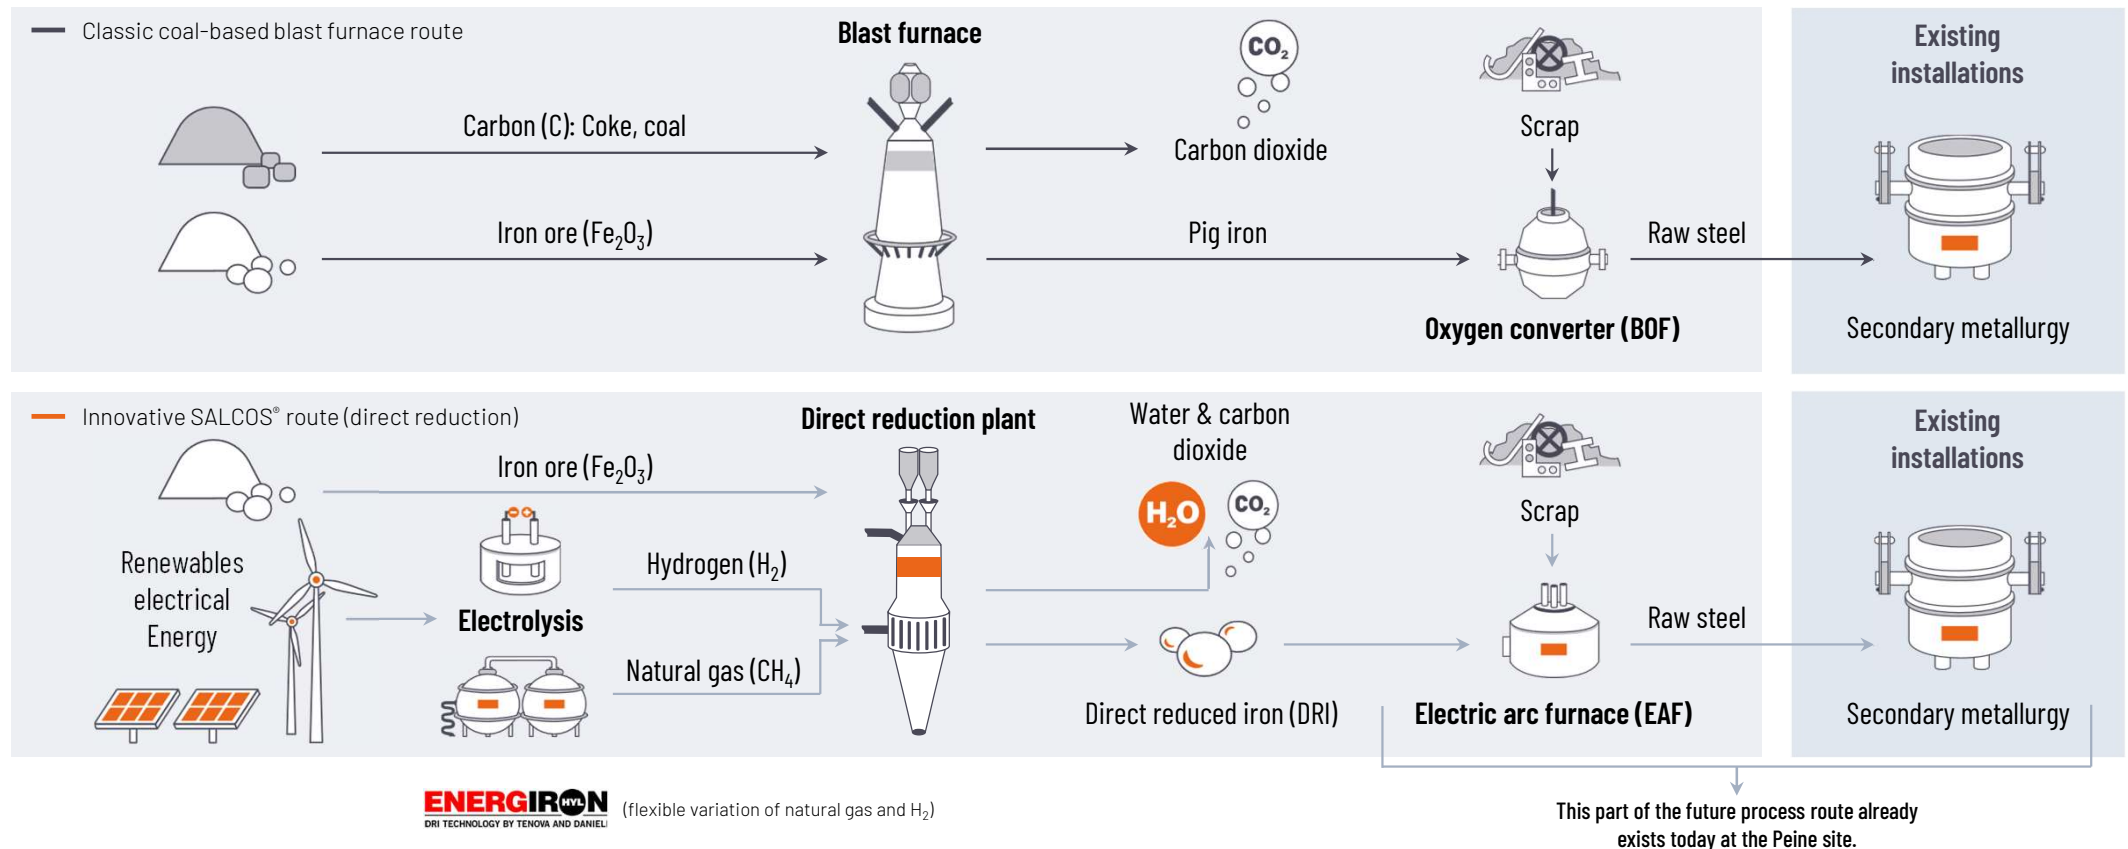 Classic coal-based blast furnace route
Blast furnace
CO₂
Existing
installations
Carbon (C): Coke, coal
Carbon dioxide
Scrap
Iron ore (Fe₂O₃)
Pig iron
Raw steel
Oxygen converter (BOF)
Secondary metallurgy
Innovative SALCOS® route (direct reduction)
Direct reduction plant
Water & carbon
dioxide
Existing
installations
Iron ore (Fe₂O₃)
H₂O
CO₂
Scrap
Renewables
electrical
Energy
Hydrogen (H₂)
Electrolysis
Raw steel
Natural gas (CH₄)
Direct reduced iron (DRI)
Electric arc furnace (EAF)
Secondary metallurgy
ENERGIRON HYL
DRI TECHNOLOGY BY TENOVA AND DANIELI
(flexible variation of natural gas and H₂)
This part of the future process route already
exists today at the Peine site.